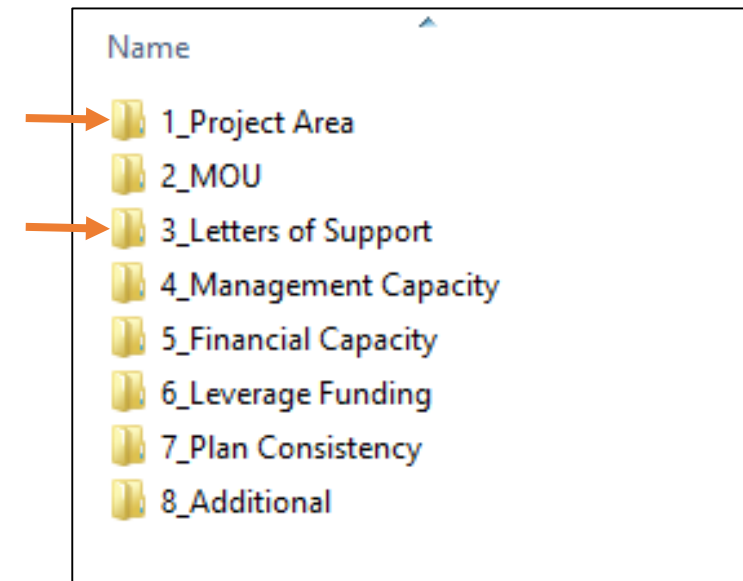 Name
1_Project Area
2_MOU
3_Letters of Support
4_Management Capacity
5_Financial Capacity
6_Leverage Funding
7_Plan Consistency
8_Additional